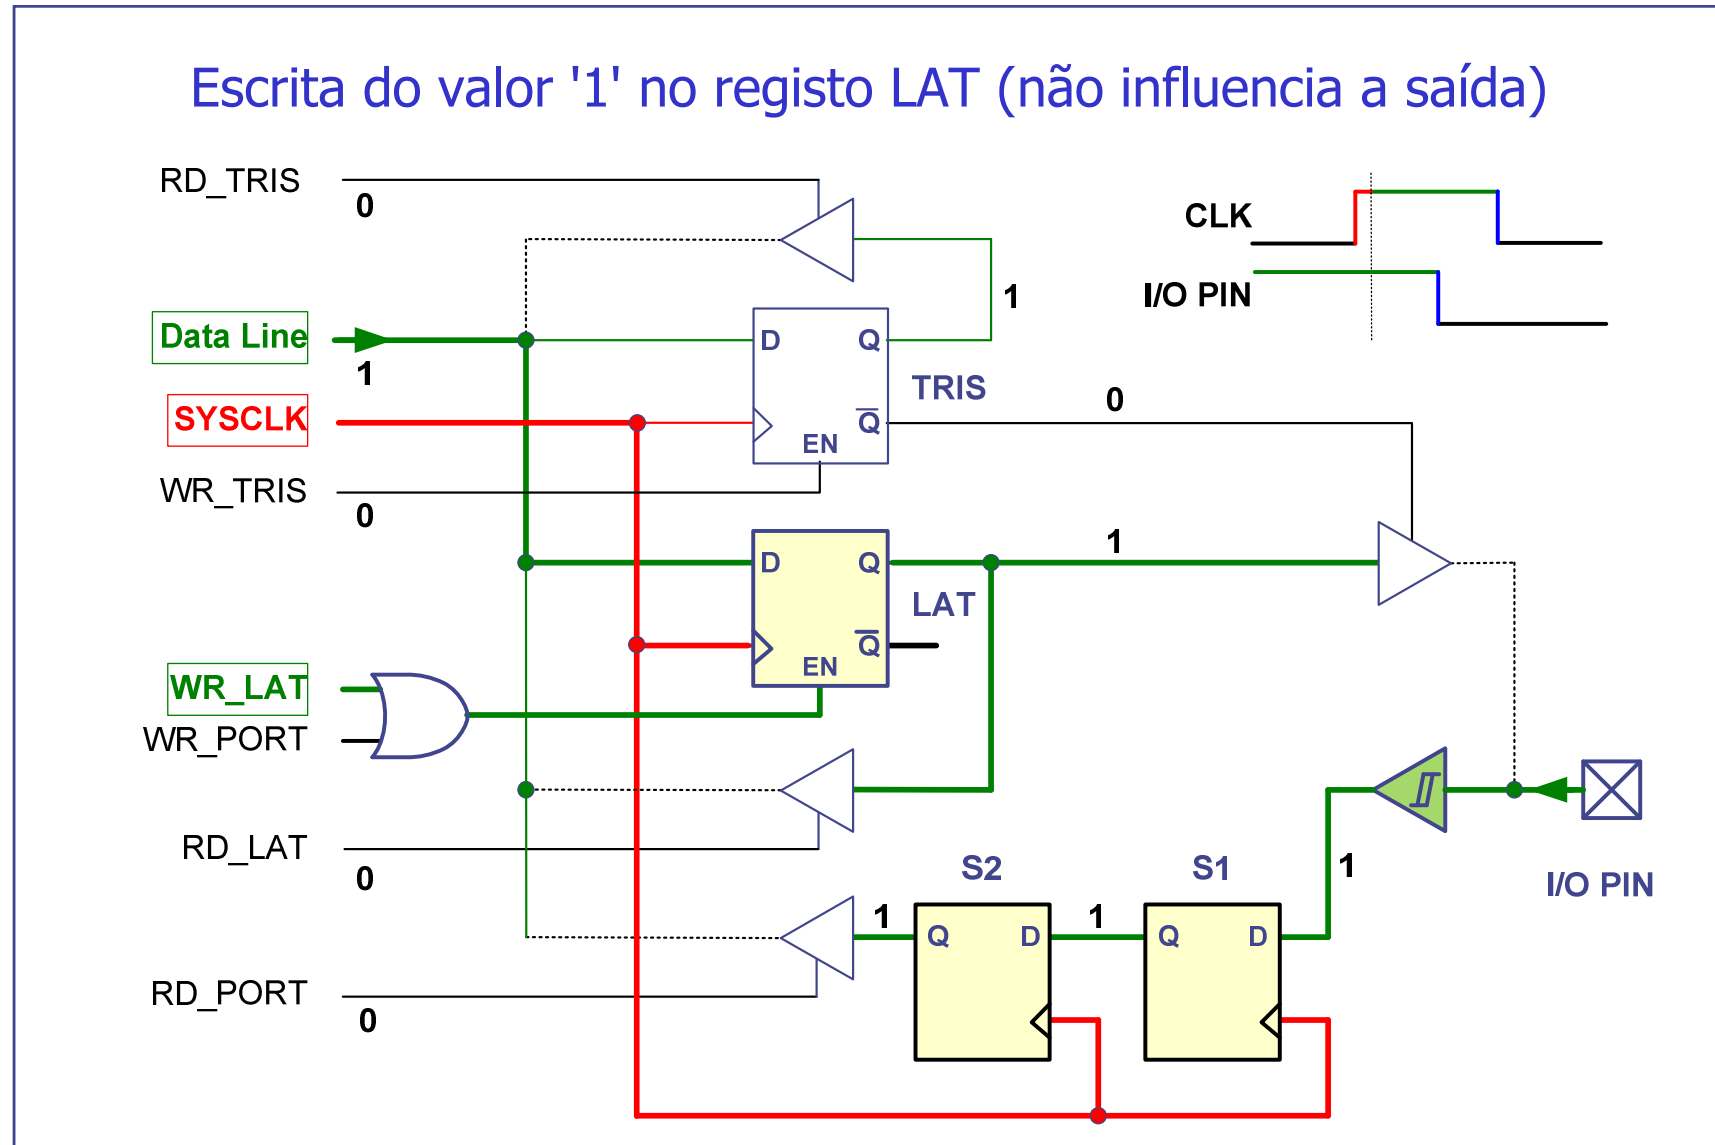 Escrita do valor '1' no registo LAT (não influencia a saída)
RD_TRIS
0
CLK
I/O PIN
1
Data Line
1
D
Q
TRIS
SYSCLK
Q
EN
0
WR_TRIS
0
D
Q
1
LAT
Q
EN
WR_LAT
WR_PORT
RD_LAT
0
S2
S1
1
I/O PIN
1
Q
D
1
Q
D
RD_PORT
0